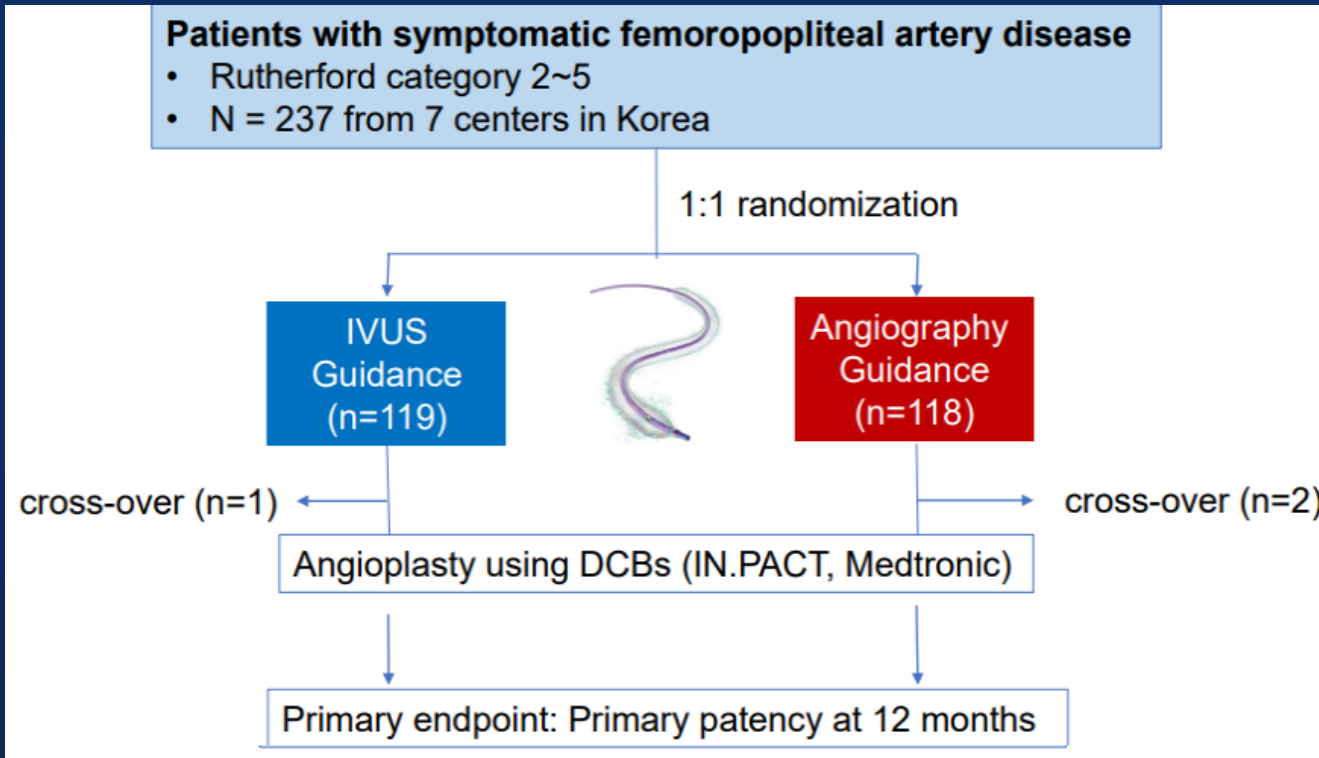 Patients with symptomatic femoropopliteal artery disease
• Rutherford category 2~5
• N = 237 from 7 centers in Korea
1:1 randomization
IVUS
Guidance
(n=119)
Angiography
Guidance
(n=118)
cross-over (n=1)
cross-over (n=2)
Angioplasty using DCBs (IN.PACT, Medtronic)
Primary endpoint: Primary patency at 12 months